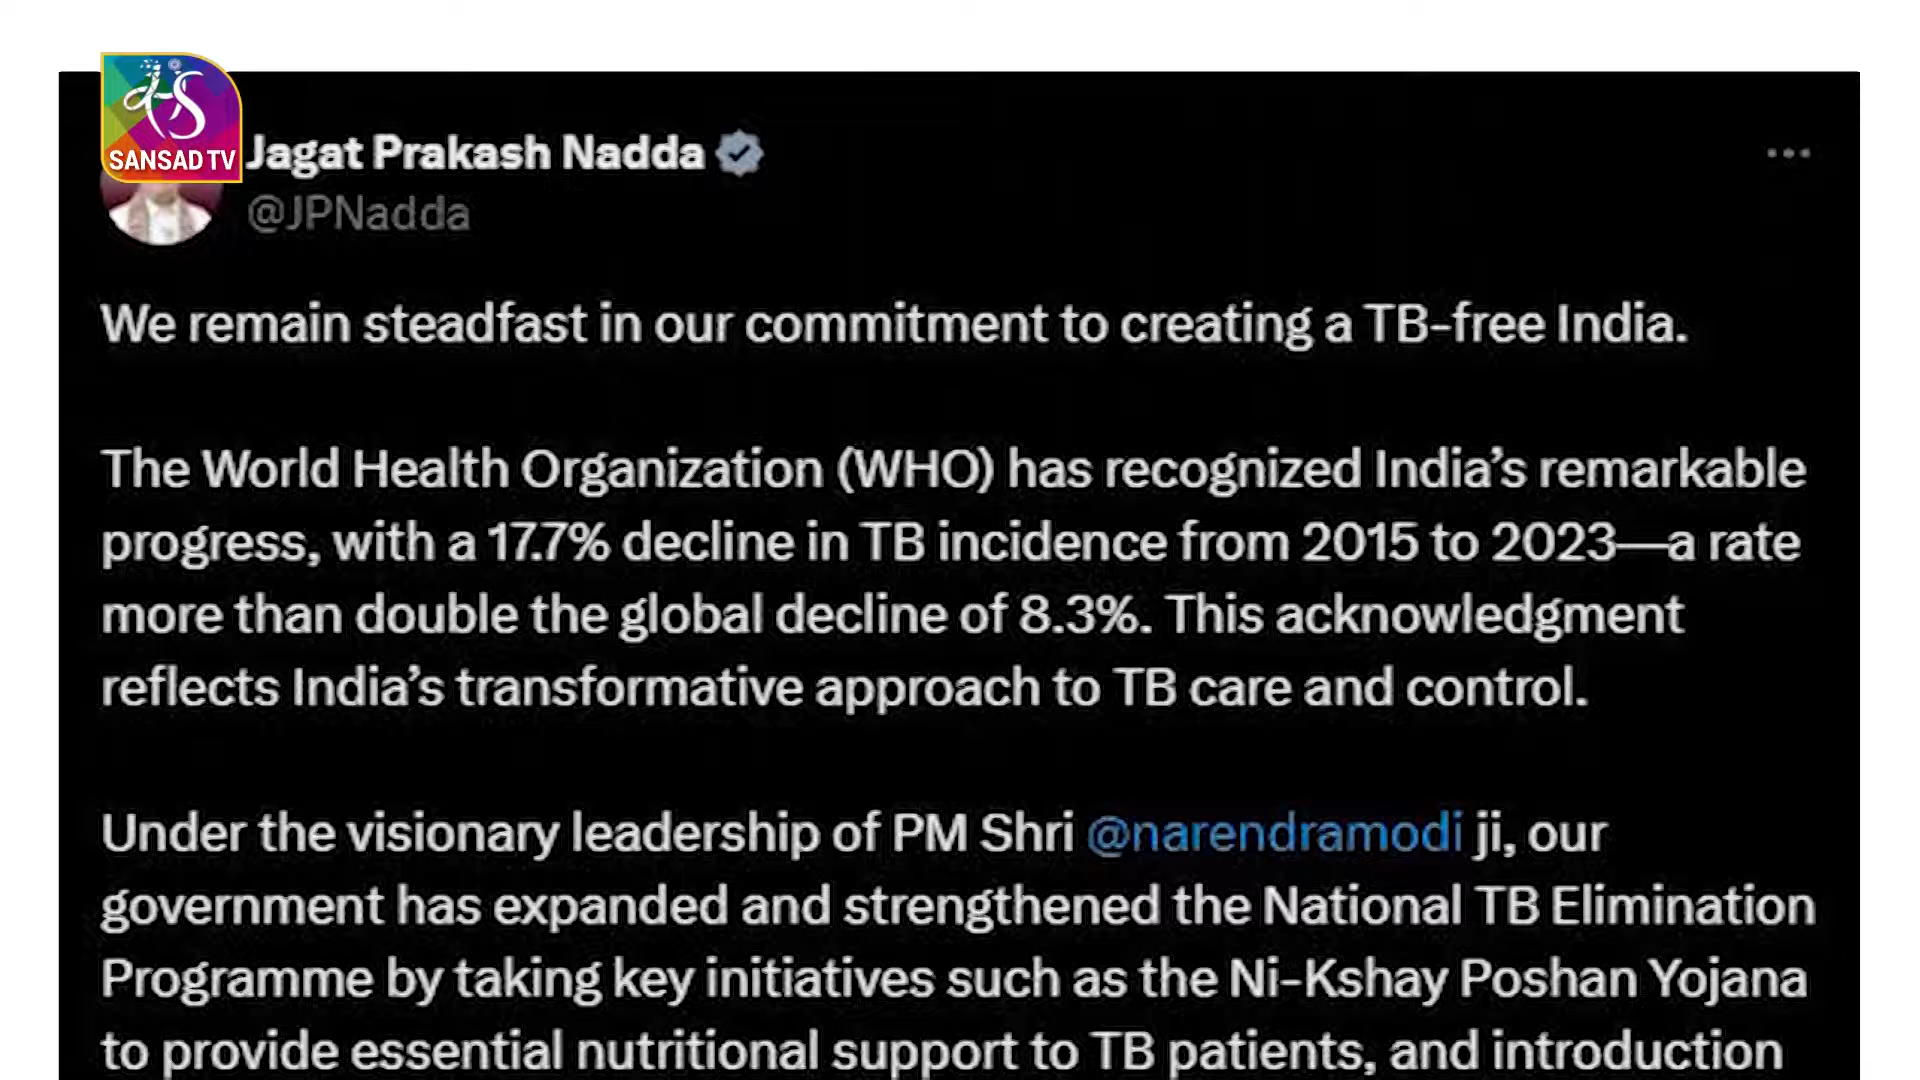 SANSAD TV
Jagat Prakash Nadda
@JPNadda
We remain steadfast in our commitment to creating a TB-free India.
The World Health Organization (WHO) has recognized India’s remarkable
progress, with a 17.7% decline in TB incidence from 2015 to 2023—a rate
more than double the global decline of 8.3%. This acknowledgment
reflects India’s transformative approach to TB care and control.
Under the visionary leadership of PM Shri @narendramodi ji, our
government has expanded and strengthened the National TB Elimination
Programme by taking key initiatives such as the Ni-Kshay Poshan Yojana
to provide essential nutritional support to TB patients, and introduction